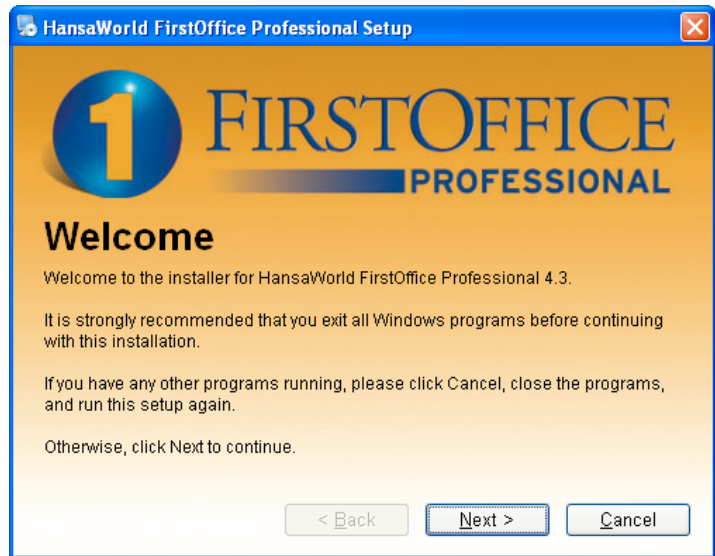 HansaWorld FirstOffice Professional Setup
1
FIRSTOFFICE
PROFESSIONAL
Welcome
Welcome to the installer for HansaWorld FirstOffice Professional 4.3.
It is strongly recommended that you exit all Windows programs before continuing
with this installation.
If you have any other programs running, please click Cancel, close the programs,
and run this setup again.
Otherwise, click Next to continue.
< Back Next > Cancel